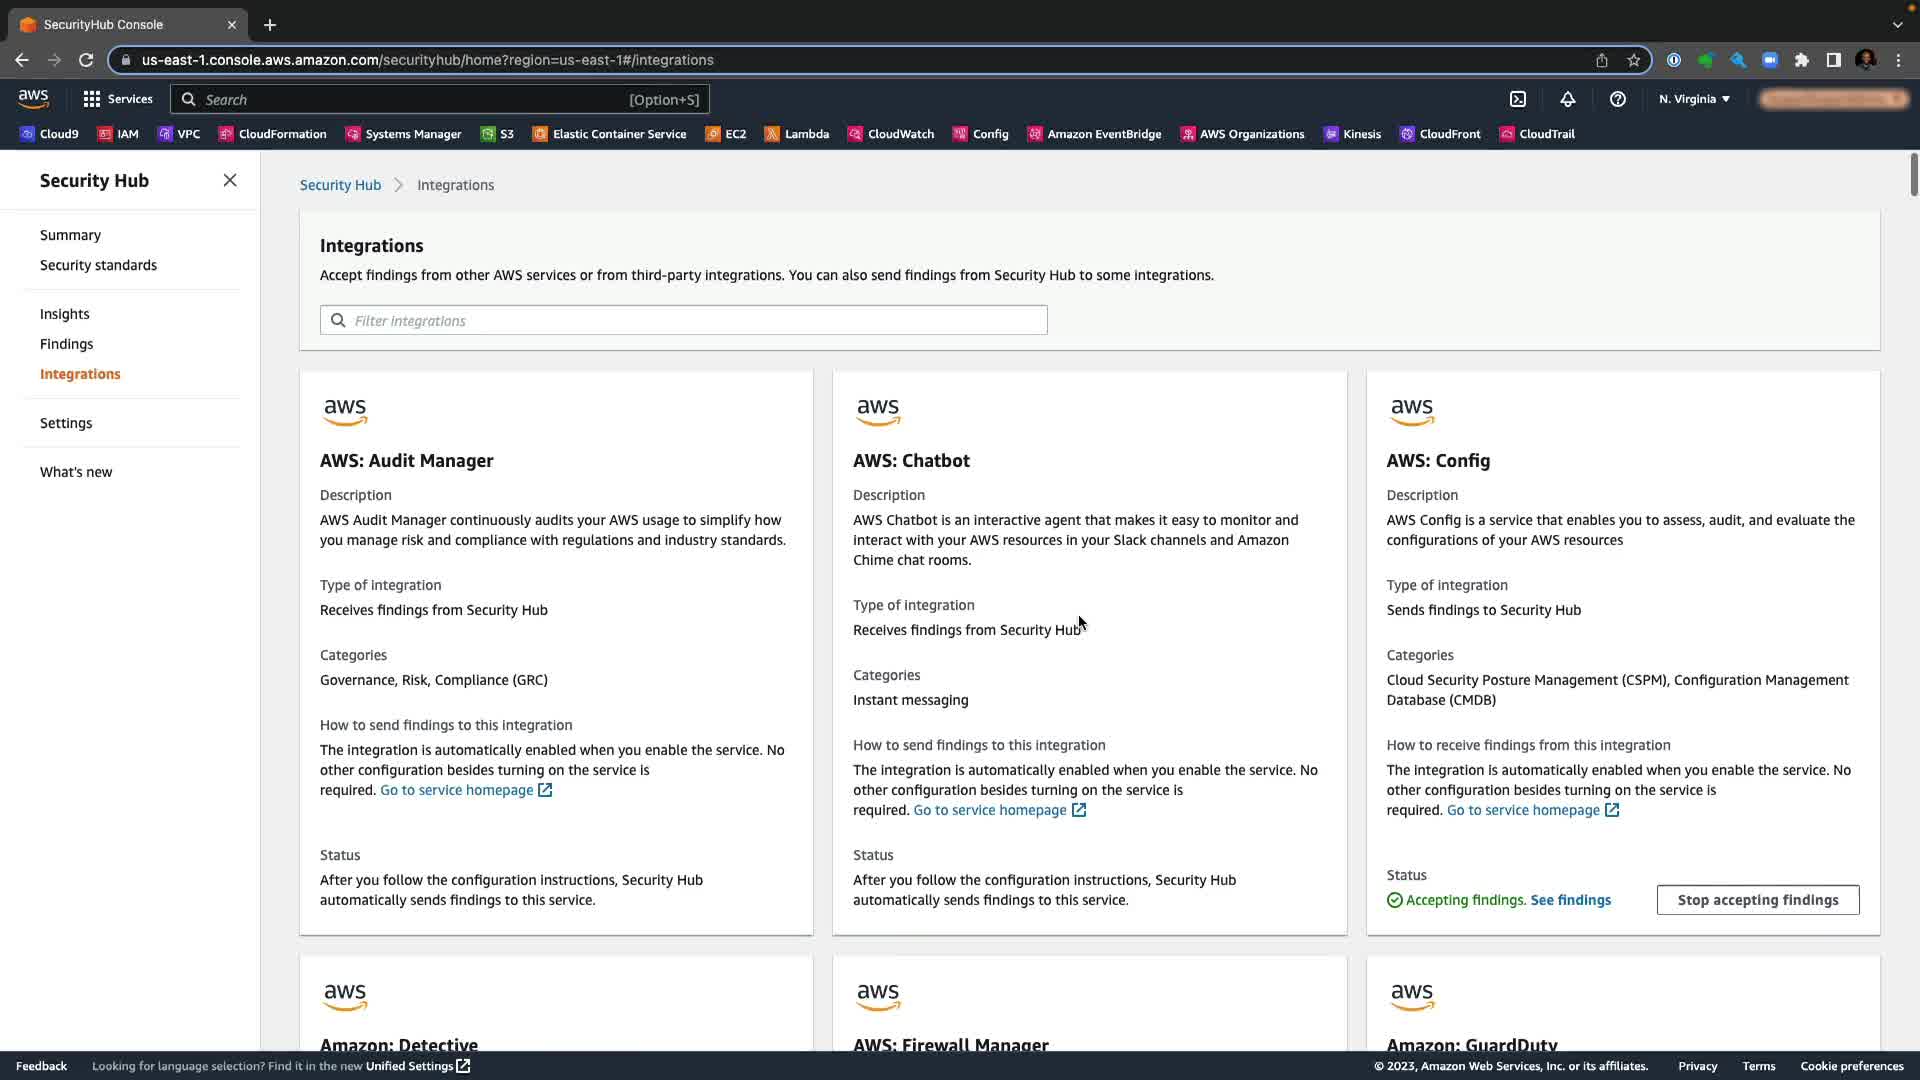 SecurityHub Console
us-east-1.console.aws.amazon.com/securityhub/home?region=us-east-1#/integrations
aws Services Search [Option+S] N. Virginia
Cloud9 IAM VPC CloudFormation Systems Manager S3 Elastic Container Service EC2 Lambda CloudWatch Config Amazon EventBridge AWS Organizations Kinesis CloudFront CloudTrail
Security Hub
Summary
Security standards
Insights
Findings
Integrations
Settings
What's new
Security Hub > Integrations
Integrations
Accept findings from other AWS services or from third-party integrations. You can also send findings from Security Hub to some integrations.
Filter integrations
aws
AWS: Audit Manager
Description
AWS Audit Manager continuously audits your AWS usage to simplify how
you manage risk and compliance with regulations and industry standards.
Type of integration
Receives findings from Security Hub
Categories
Governance, Risk, Compliance (GRC)
How to send findings to this integration
The integration is automatically enabled when you enable the service. No
other configuration besides turning on the service is
required. Go to service homepage
Status
After you follow the configuration instructions, Security Hub
automatically sends findings to this service.
aws
AWS: Chatbot
Description
AWS Chatbot is an interactive agent that makes it easy to monitor and
interact with your AWS resources in your Slack channels and Amazon
Chime chat rooms.
Type of integration
Receives findings from Security Hub
Categories
Instant messaging
How to send findings to this integration
The integration is automatically enabled when you enable the service. No
other configuration besides turning on the service is
required. Go to service homepage
Status
After you follow the configuration instructions, Security Hub
automatically sends findings to this service.
aws
AWS: Config
Description
AWS Config is a service that enables you to assess, audit, and evaluate the
configurations of your AWS resources
Type of integration
Sends findings to Security Hub
Categories
Cloud Security Posture Management (CSPM), Configuration Management
Database (CMDB)
How to receive findings from this integration
The integration is automatically enabled when you enable the service. No
other configuration besides turning on the service is
required. Go to service homepage
Status
Accepting findings. See findings
Stop accepting findings
aws
Amazon: Detective
aws
AWS: Firewall Manager
aws
Amazon: GuardDuty
Feedback Looking for language selection? Find it in the new Unified Settings © 2023, Amazon Web Services, Inc. or its affiliates. Privacy Terms Cookie preferences